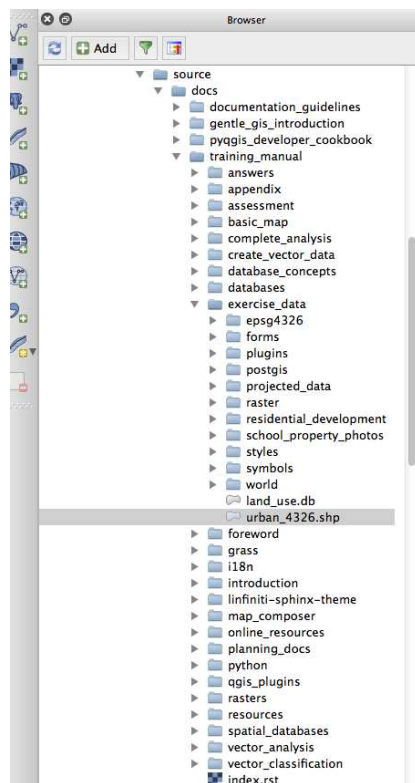 Browser
Add
source
docs
documentation_guidelines
gentle_gis_introduction
pyqgis_developer_cookbook
training_manual
answers
appendix
assessment
basic_map
complete_analysis
create_vector_data
database_concepts
databases
exercise_data
epsg4326
forms
plugins
postgis
projected_data
raster
residential_development
school_property_photos
styles
symbols
world
land_use.db
urban_4326.shp
foreword
grass
i18n
introduction
linfiniti-sphinx-theme
map_composer
online_resources
planning_docs
python
qgis_plugins
rasters
resources
spatial_databases
vector_analysis
vector_classification
index.rst